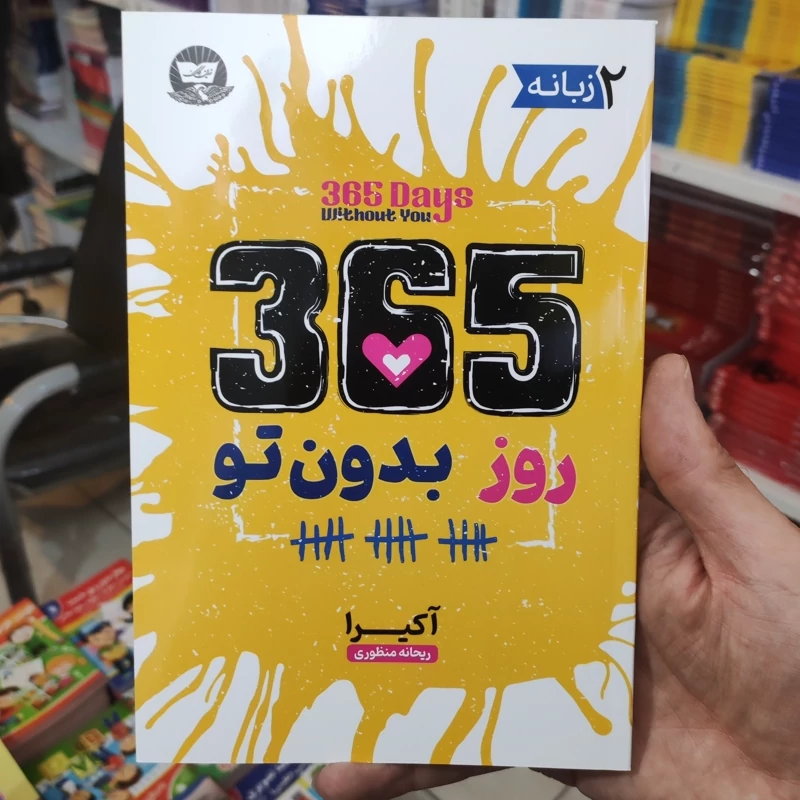 ۲ زبانه
365 Days
Without You
365
روز بدون تو
آکیرا
ریحانه منظوری